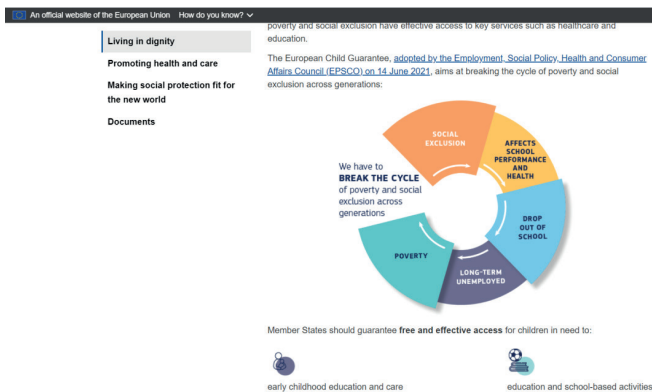 An official website of the European Union How do you know?
Living in dignity
Promoting health and care
Making social protection fit for
the new world
Documents
poverty and social exclusion have effective access to key services such as healthcare and
education.
The European Child Guarantee, adopted by the Employment, Social Policy, Health and Consumer
Affairs Council (EPSCO) on 14 June 2021, aims at breaking the cycle of poverty and social
exclusion across generations:
We have to
BREAK THE CYCLE
of poverty and social
exclusion across
generations
SOCIAL
EXCLUSION
AFFECTS
SCHOOL
PERFORMANCE
AND
HEALTH
DROP
OUT OF
SCHOOL
LONG-TERM
UNEMPLOYED
POVERTY
Member States should guarantee free and effective access for children in need to:
early childhood education and care
education and school-based activities